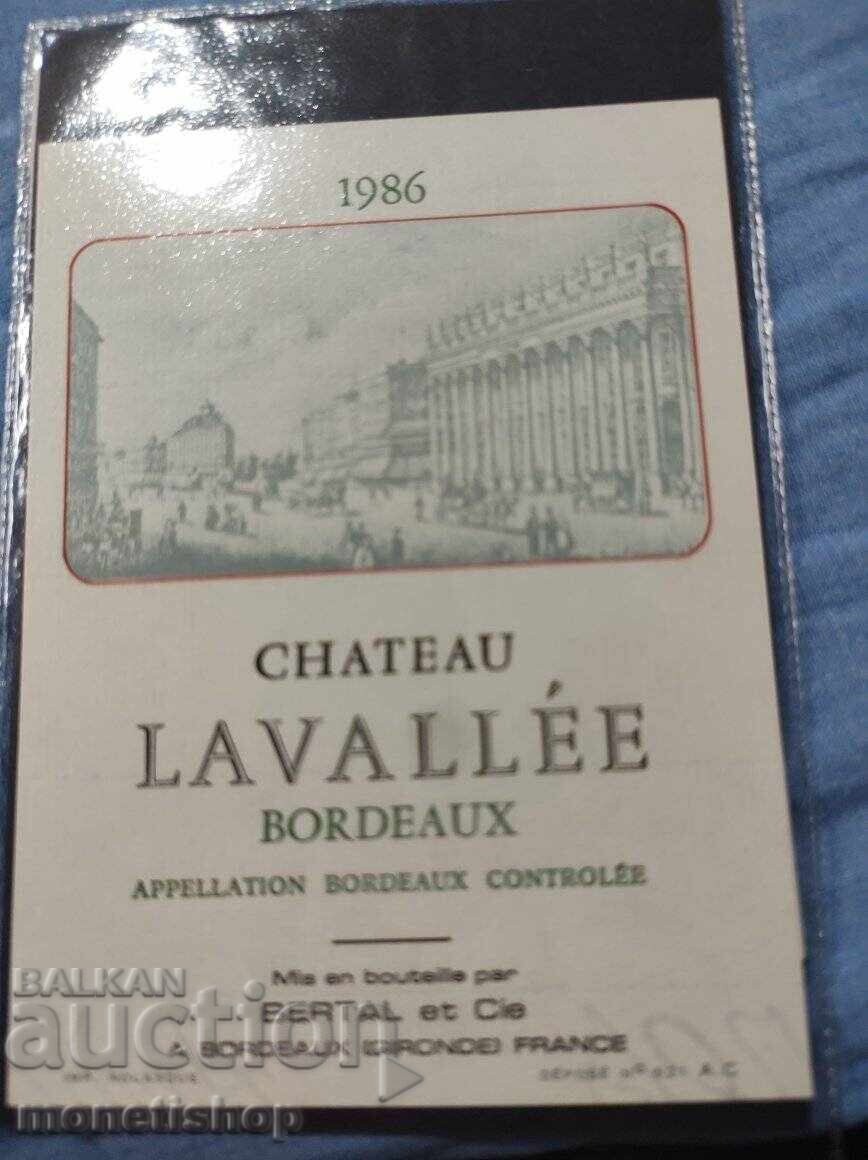 1986
CHATEAU
LAVALLÉE
BORDEAUX
APPELLATION BORDEAUX CONTROLÉE
Mis en bouteille par
BERTAL et Cie
A BORDEAUX (GIRONDE) FRANCE
A.C
BALKAN
auction
monetishop